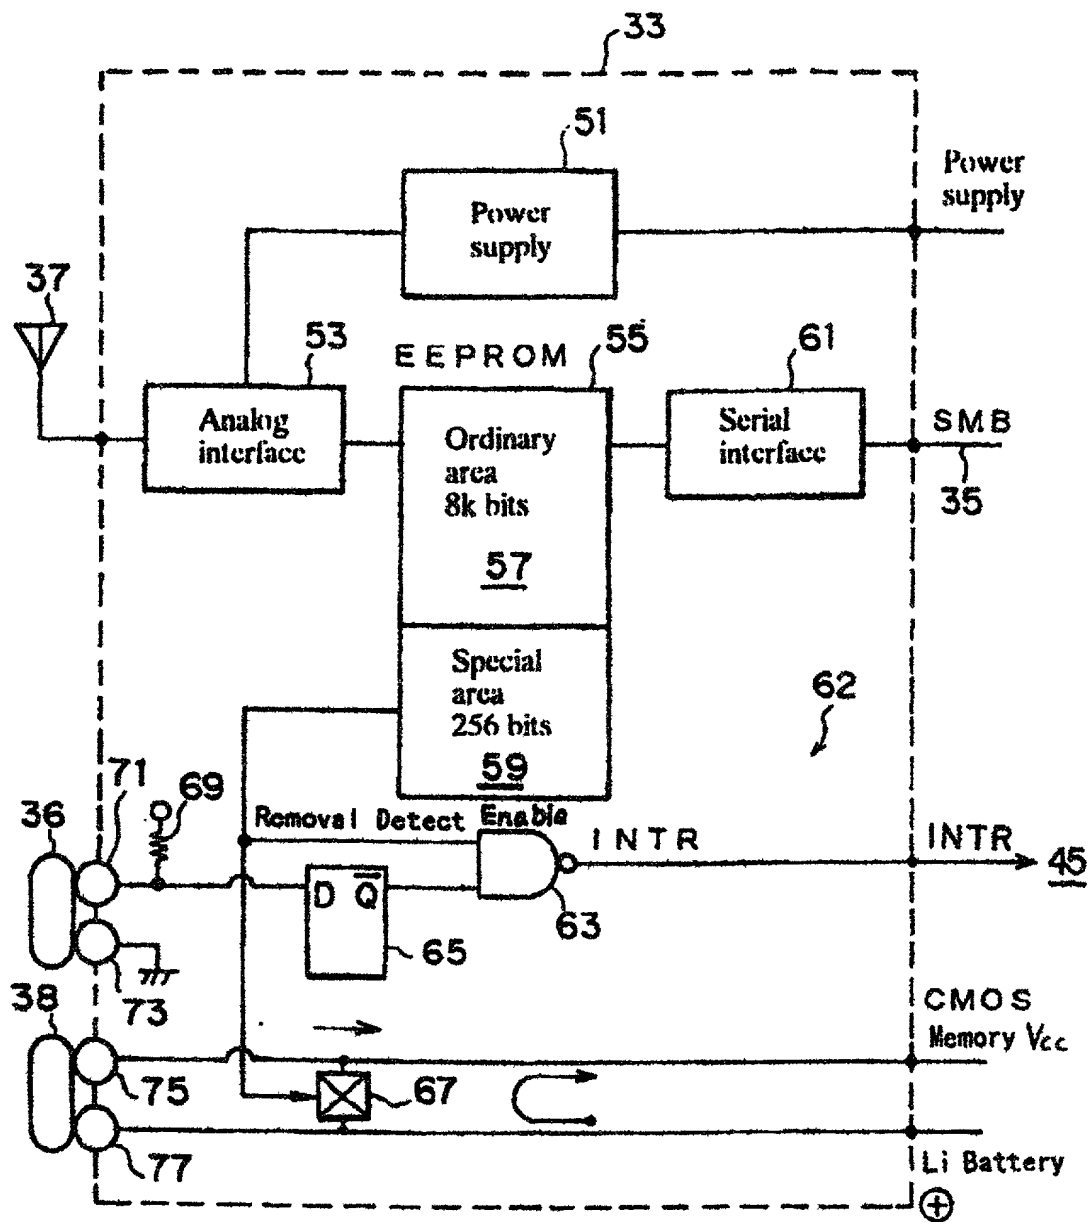 33
51
Power
supply
Power
supply
37
53
EEPROM
55
61
Analog
interface
Ordinary
area
8k bits
57
Serial
interface
SMB
35
Special
area
256 bits
59
62
71
69
36
Removal Detect Enable
INTR
INTR
45
D Q̅
63
65
73
38
CMOS
Memory Vcc
75
67
77
Li Battery
+